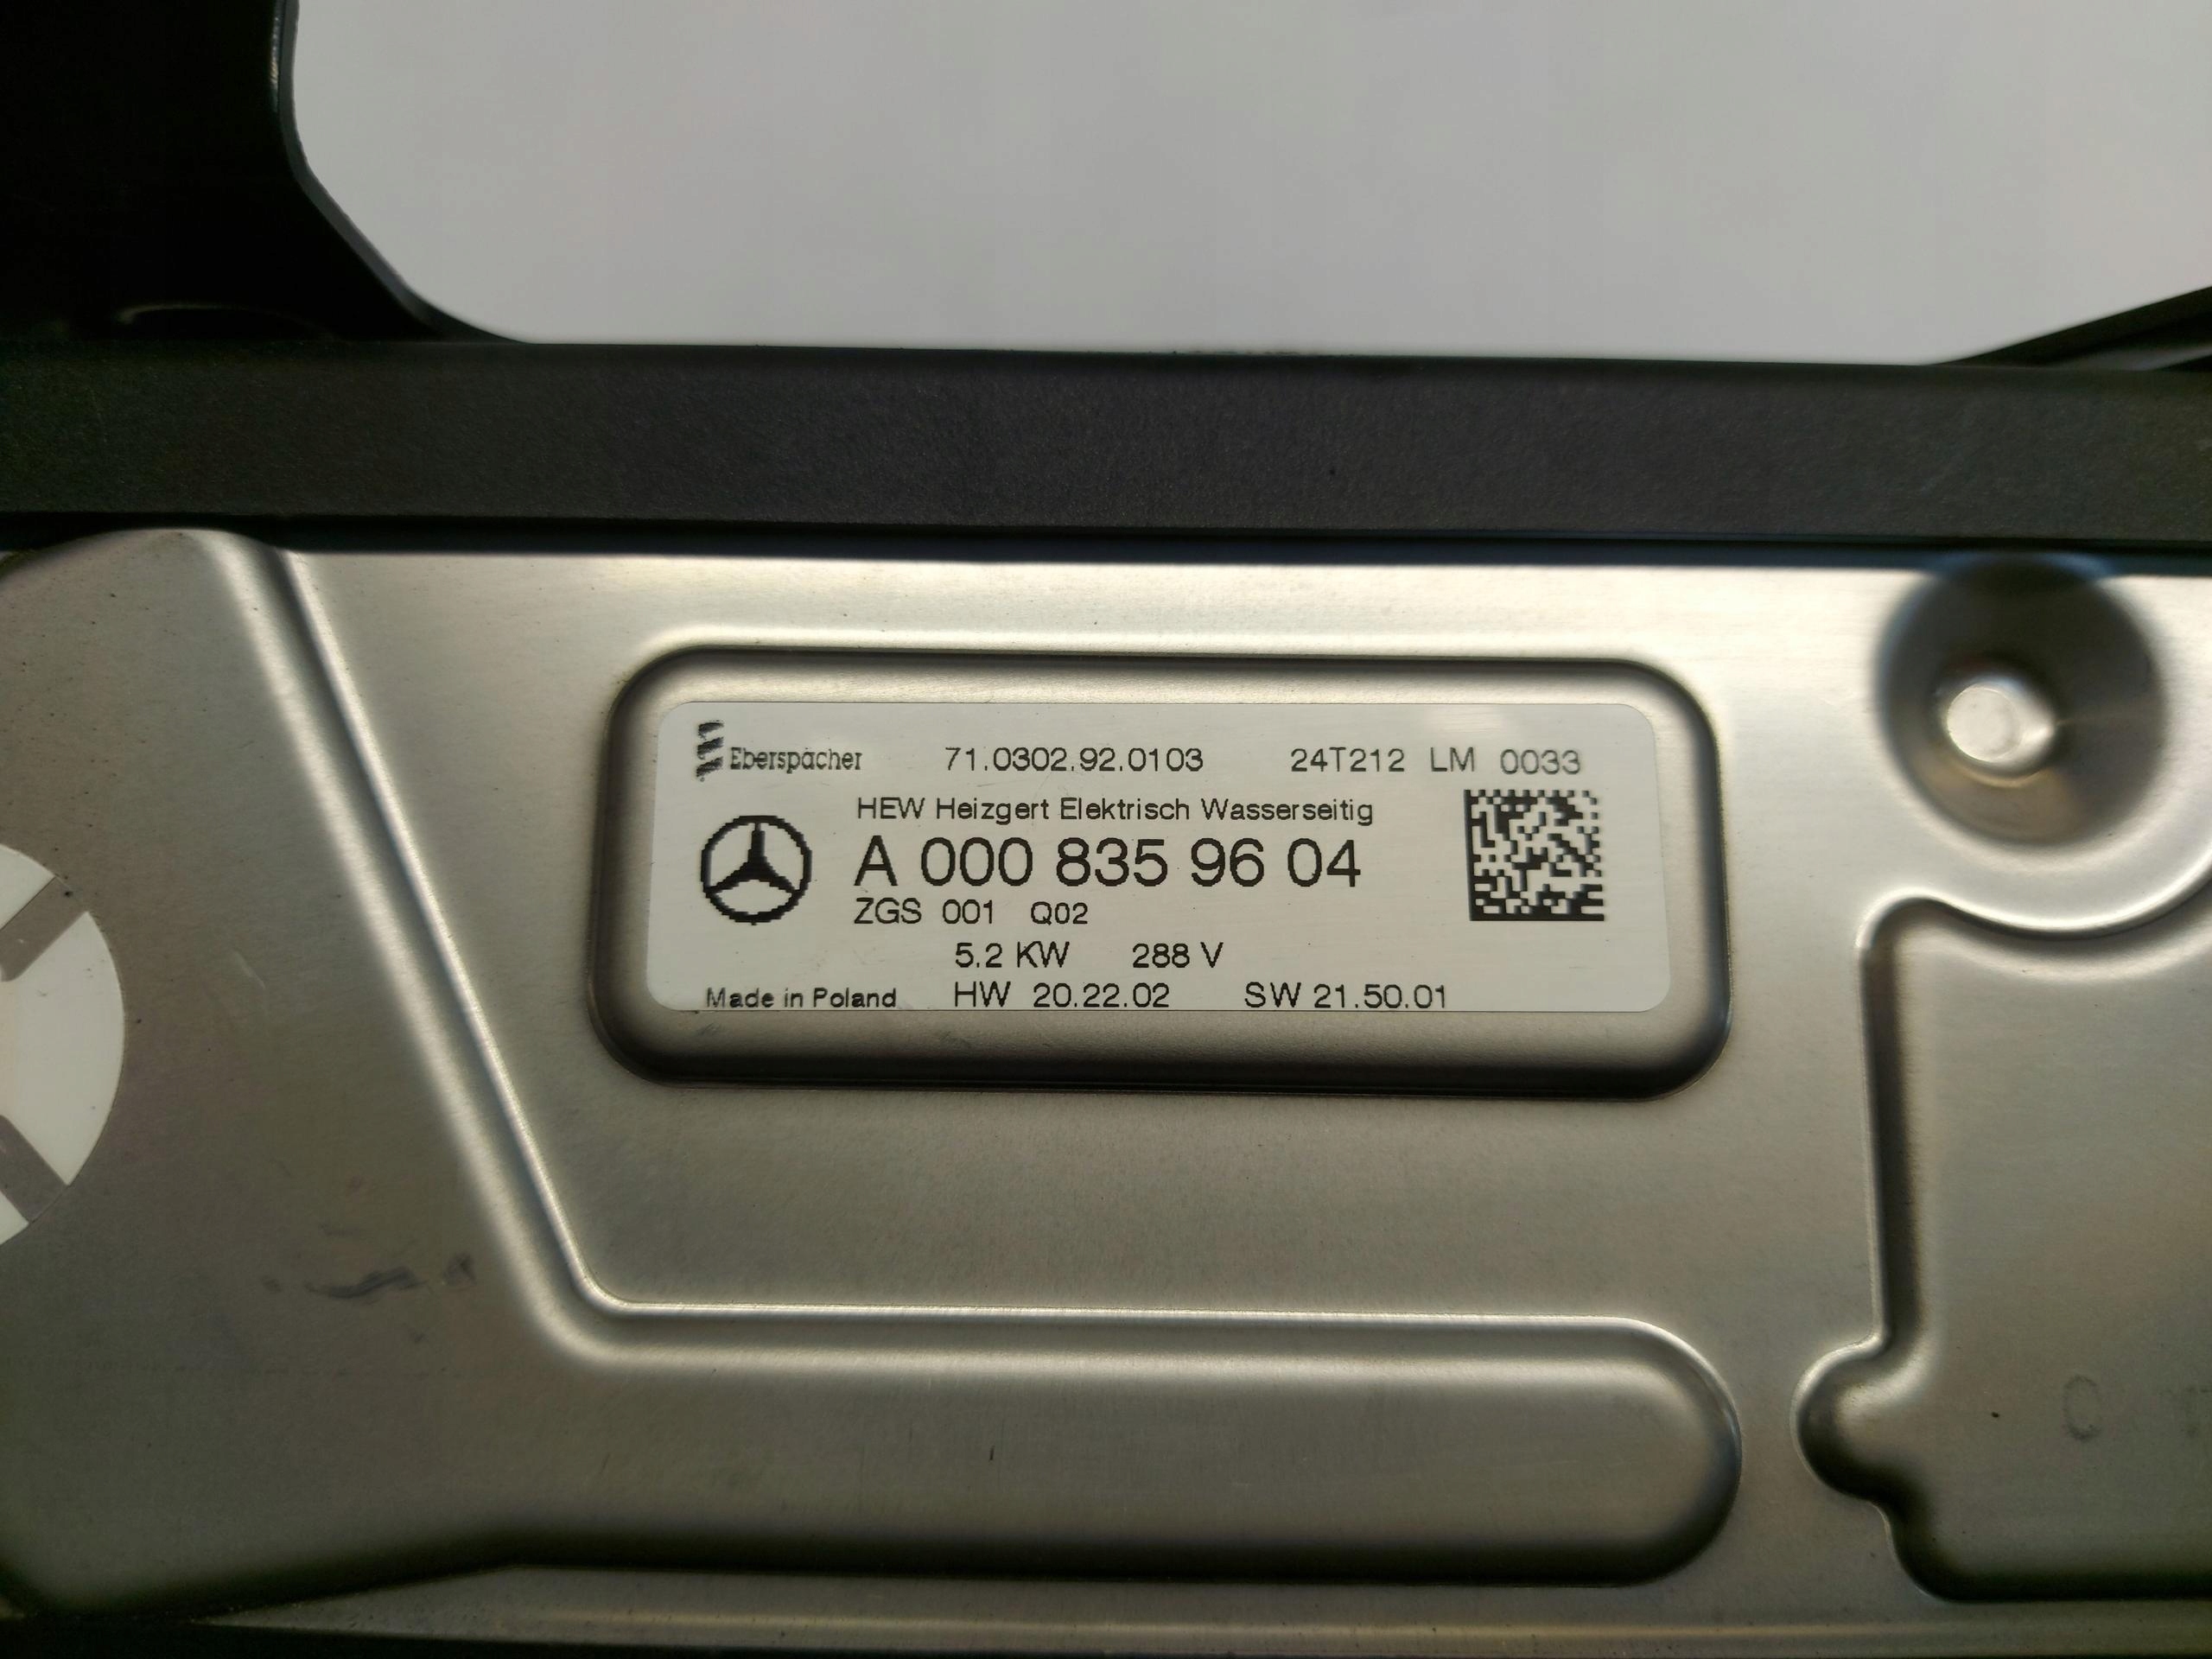 Eberspächer 71.0302.92.0103 24T212 LM 0033
HEW Heizgert Elektrisch Wasserseitig
A 000 835 96 04
ZGS 001 Q02
5.2 KW 288 V
Made in Poland HW 20.22.02 SW 21.50.01